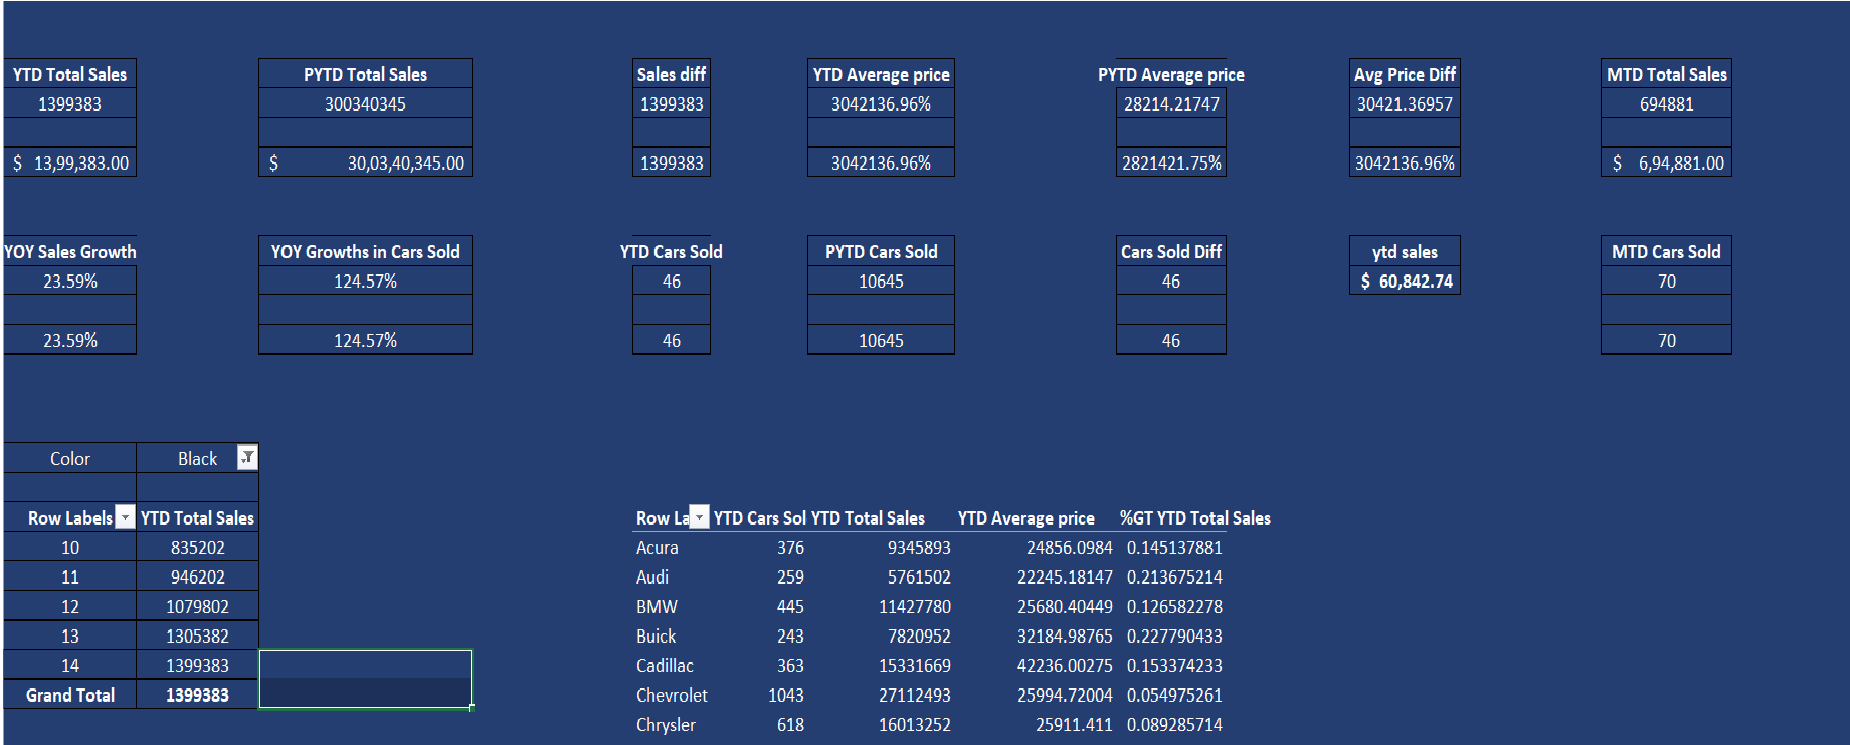 YTD Total Sales PYTD Total Sales Sales diff YTD Average price PYTD Average price Avg Price Diff MTD Total Sales
1399383 300340345 1399383 3042136.96% 28214.21747 30421.36957 694881
$ 13,99,383.00 $ 30,03,40,345.00 1399383 3042136.96% 2821421.75% 3042136.96% $ 6,94,881.00
YOY Sales Growth YOY Growths in Cars Sold YTD Cars Sold PYTD Cars Sold Cars Sold Diff ytd sales MTD Cars Sold
23.59% 124.57% 46 10645 46 $ 60,842.74 70
23.59% 124.57% 46 10645 46 70
Color Black
Row Labels YTD Total Sales Row La YTD Cars Sol YTD Total Sales YTD Average price %GT YTD Total Sales
10 835202 Acura 376 9345893 24856.0984 0.145137881
11 946202 Audi 259 5761502 22245.18147 0.213675214
12 1079802 BMW 445 11427780 25680.40449 0.126582278
13 1305382 Buick 243 7820952 32184.98765 0.227790433
14 1399383 Cadillac 363 15331669 42236.00275 0.153374233
Grand Total 1399383 Chevrolet 1043 27112493 25994.72004 0.054975261
Chrysler 618 16013252 25911.411 0.089285714